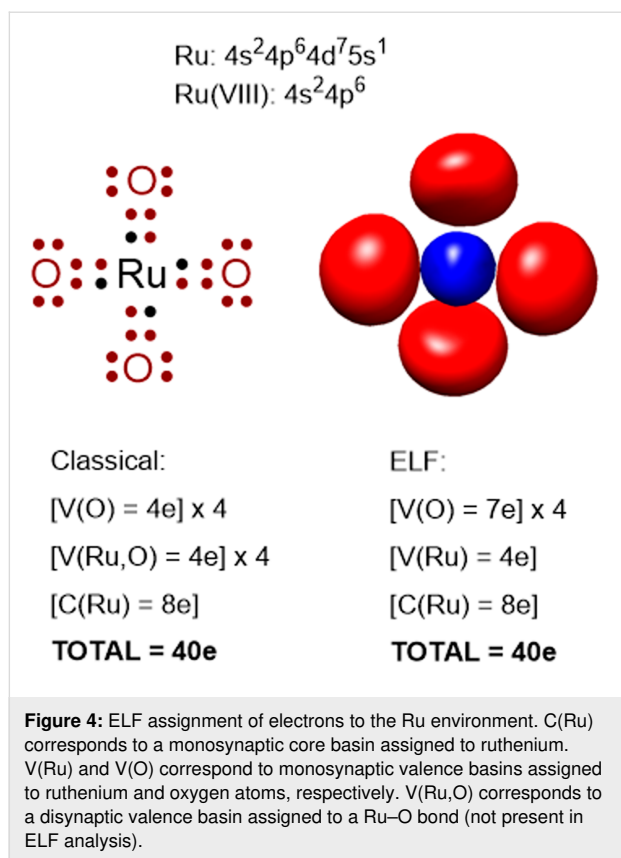 Ru: 4s²4p⁶4d⁷5s¹
Ru(VIII): 4s²4p⁶
O
O Ru O
O
Classical: ELF:
[V(O) = 4e] x 4 [V(O) = 7e] x 4
[V(Ru,O) = 4e] x 4 [V(Ru) = 4e]
[C(Ru) = 8e] [C(Ru) = 8e]
TOTAL = 40e TOTAL = 40e
Figure 4: ELF assignment of electrons to the Ru environment. C(Ru)
corresponds to a monosynaptic core basin assigned to ruthenium.
V(Ru) and V(O) correspond to monosynaptic valence basins assigned
to ruthenium and oxygen atoms, respectively. V(Ru,O) corresponds to
a disynaptic valence basin assigned to a Ru–O bond (not present in
ELF analysis).